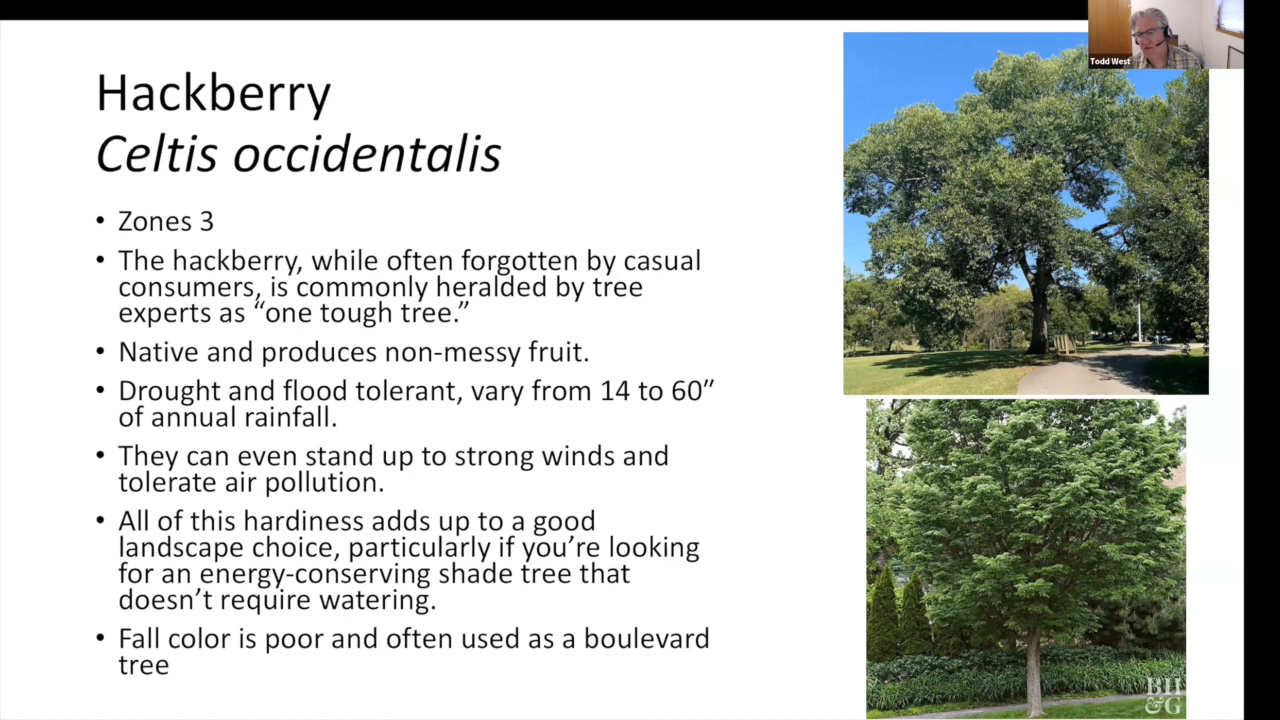 Todd West
Hackberry
Celtis occidentalis
• Zones 3
• The hackberry, while often forgotten by casual
consumers, is commonly heralded by tree
experts as “one tough tree.”
• Native and produces non-messy fruit.
• Drought and flood tolerant, vary from 14 to 60″
of annual rainfall.
• They can even stand up to strong winds and
tolerate air pollution.
• All of this hardiness adds up to a good
landscape choice, particularly if you’re looking
for an energy-conserving shade tree that
doesn’t require watering.
• Fall color is poor and often used as a boulevard
tree
BH
&G